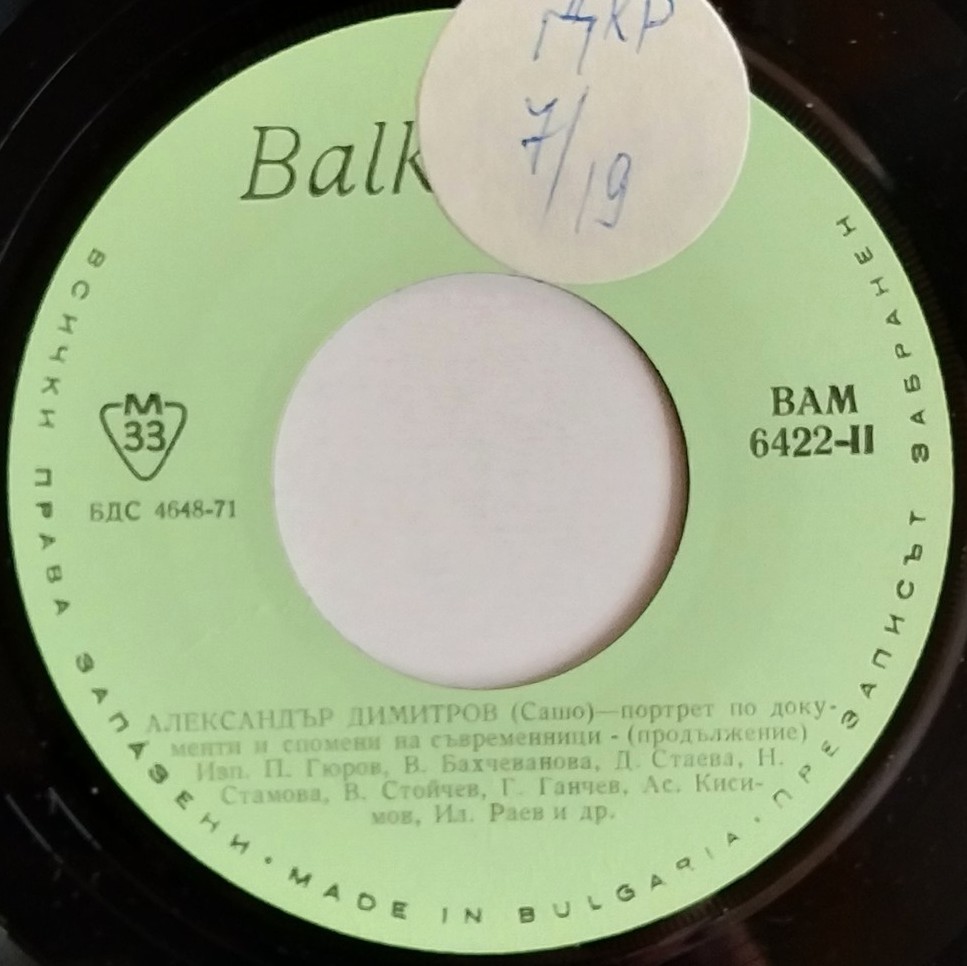 ДКР
7/19
Balk
ВСИЧКИ ПРАВА ЗАПАЗЕНИ · MADE IN BULGARIA · ПРЕЗАПИСЪТ ЗАБРАНЕН
M
33
БДС 4648-71
ВАМ
6422-II
АЛЕКСАНДЪР ДИМИТРОВ (Сашо)—портрет по доку-
менти и спомени на съвременници - (продължение)
Изп. П. Гюров, В. Бахчеванова, Д. Стаева, Н.
Стамова, В. Стойчев, Г. Ганчев, Ас. Киси-
мов, Ил. Раев и др.